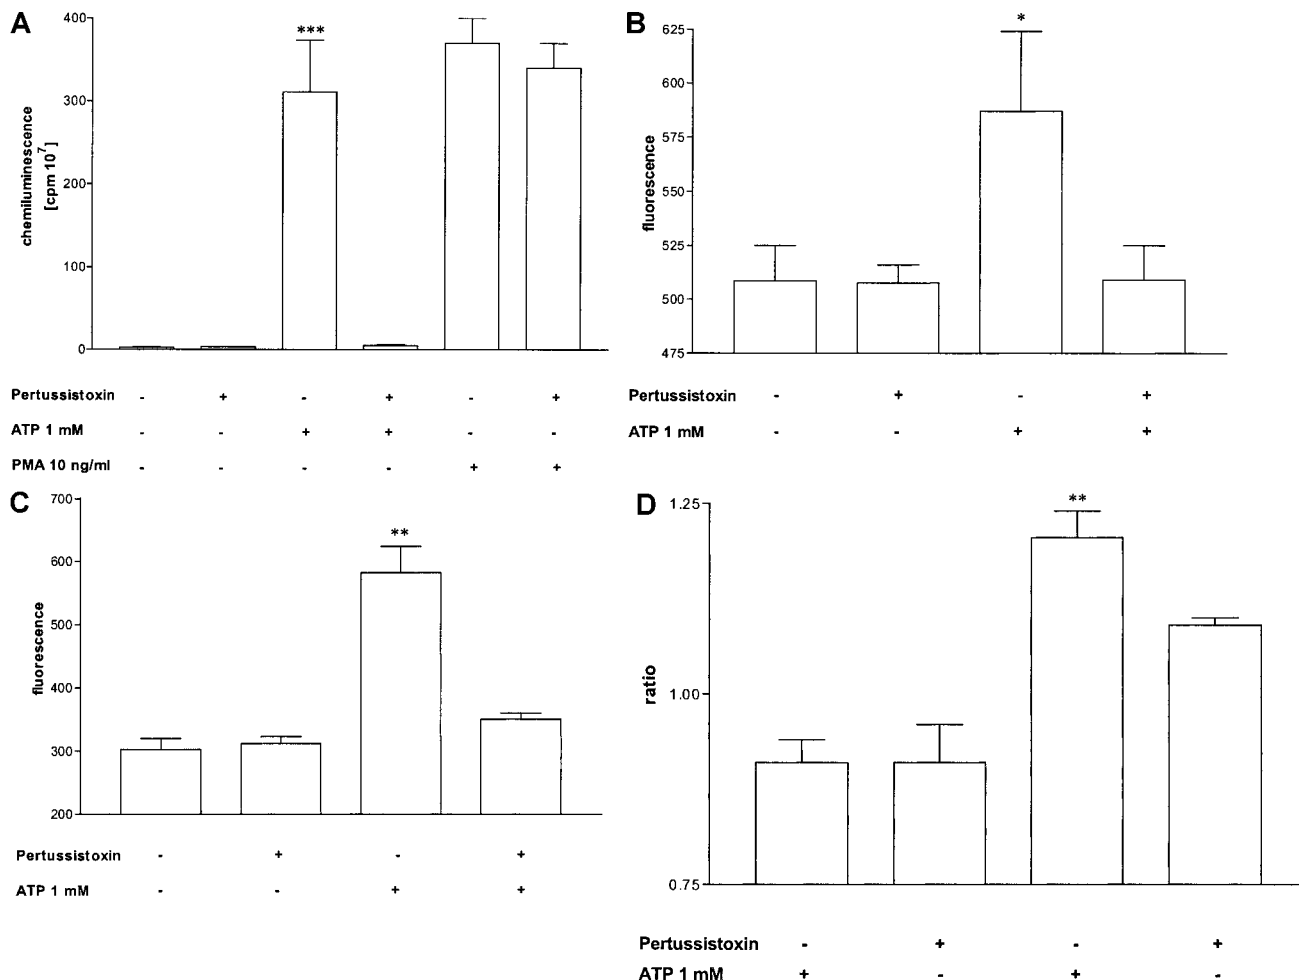 A
***
400
300
200
100
0
chemiluminescence
[cpm 10^7]
Pertussistoxin - + - + - +
ATP 1 mM - - + + - -
PMA 10 ng/ml - - - - + +
B
*
625
600
575
550
525
500
475
fluorescence
Pertussistoxin - + - +
ATP 1 mM - - + +
C
**
700
600
500
400
300
200
fluorescence
Pertussistoxin - + - +
ATP 1 mM - - + +
D
**
1.25
1.00
0.75
ratio
Pertussistoxin - + - +
ATP 1 mM + - + -